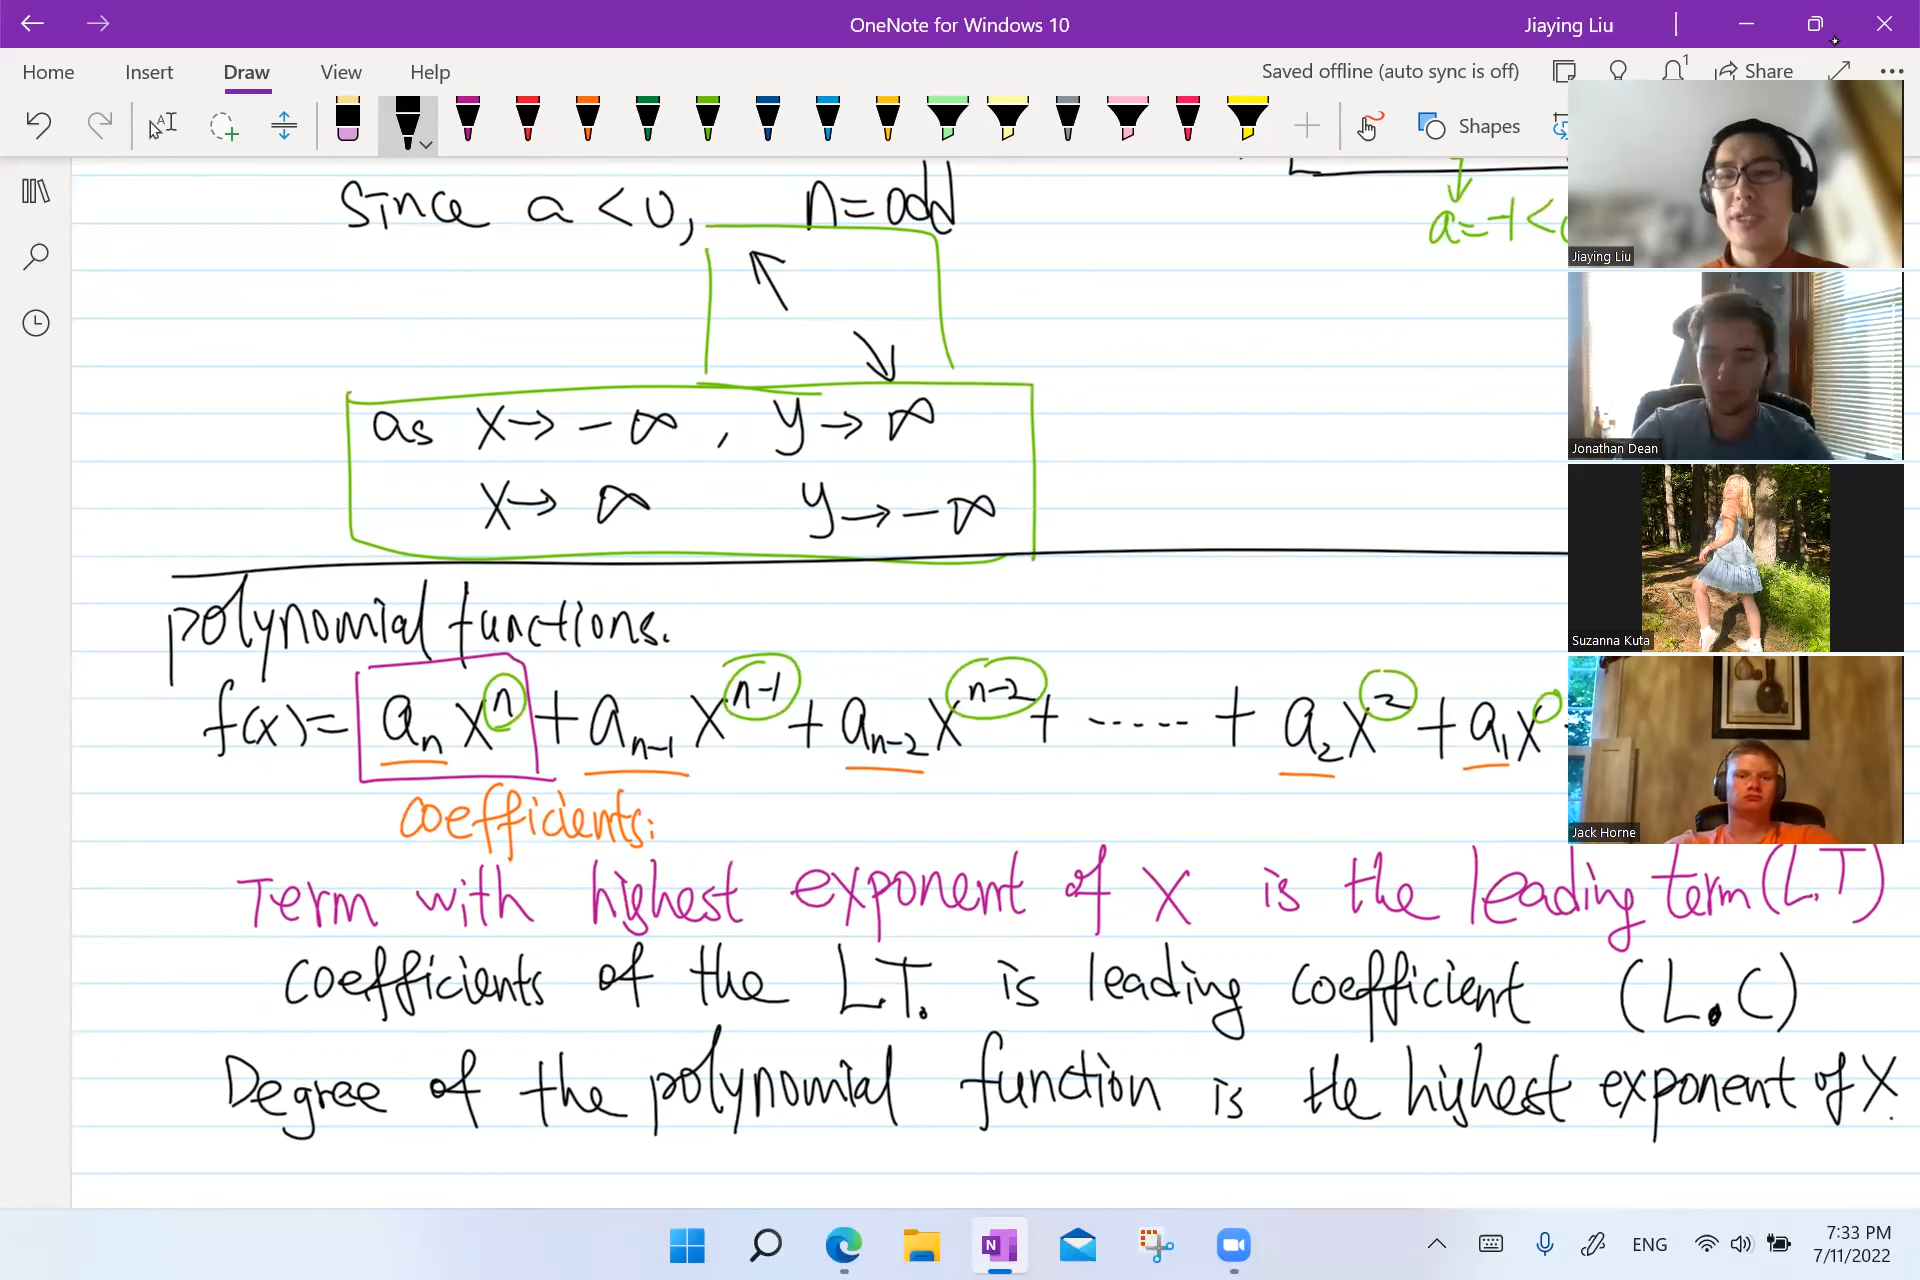 OneNote for Windows 10
Jiaying Liu
Home Insert Draw View Help
Saved offline (auto sync is off)
1
Share
Shapes
Since a < 0, n = odd
a = -1 <
as x → - ∞ , y → ∞
x → ∞ y → - ∞
polynomial functions.
f(x) = aₙ xⁿ + aₙ₋₁ xⁿ⁻¹ + aₙ₋₂ xⁿ⁻² + ...... + a₂ x² + a₁ x
coefficients:
Term with highest exponent of X is the leading term (L.T)
coefficients of the L.T. is leading coefficient (L.C)
Degree of the polynomial function is the highest exponent of X.
Jiaying Liu
Jonathan Dean
Suzanna Kuta
Jack Horne
N
ENG
7:33 PM
7/11/2022